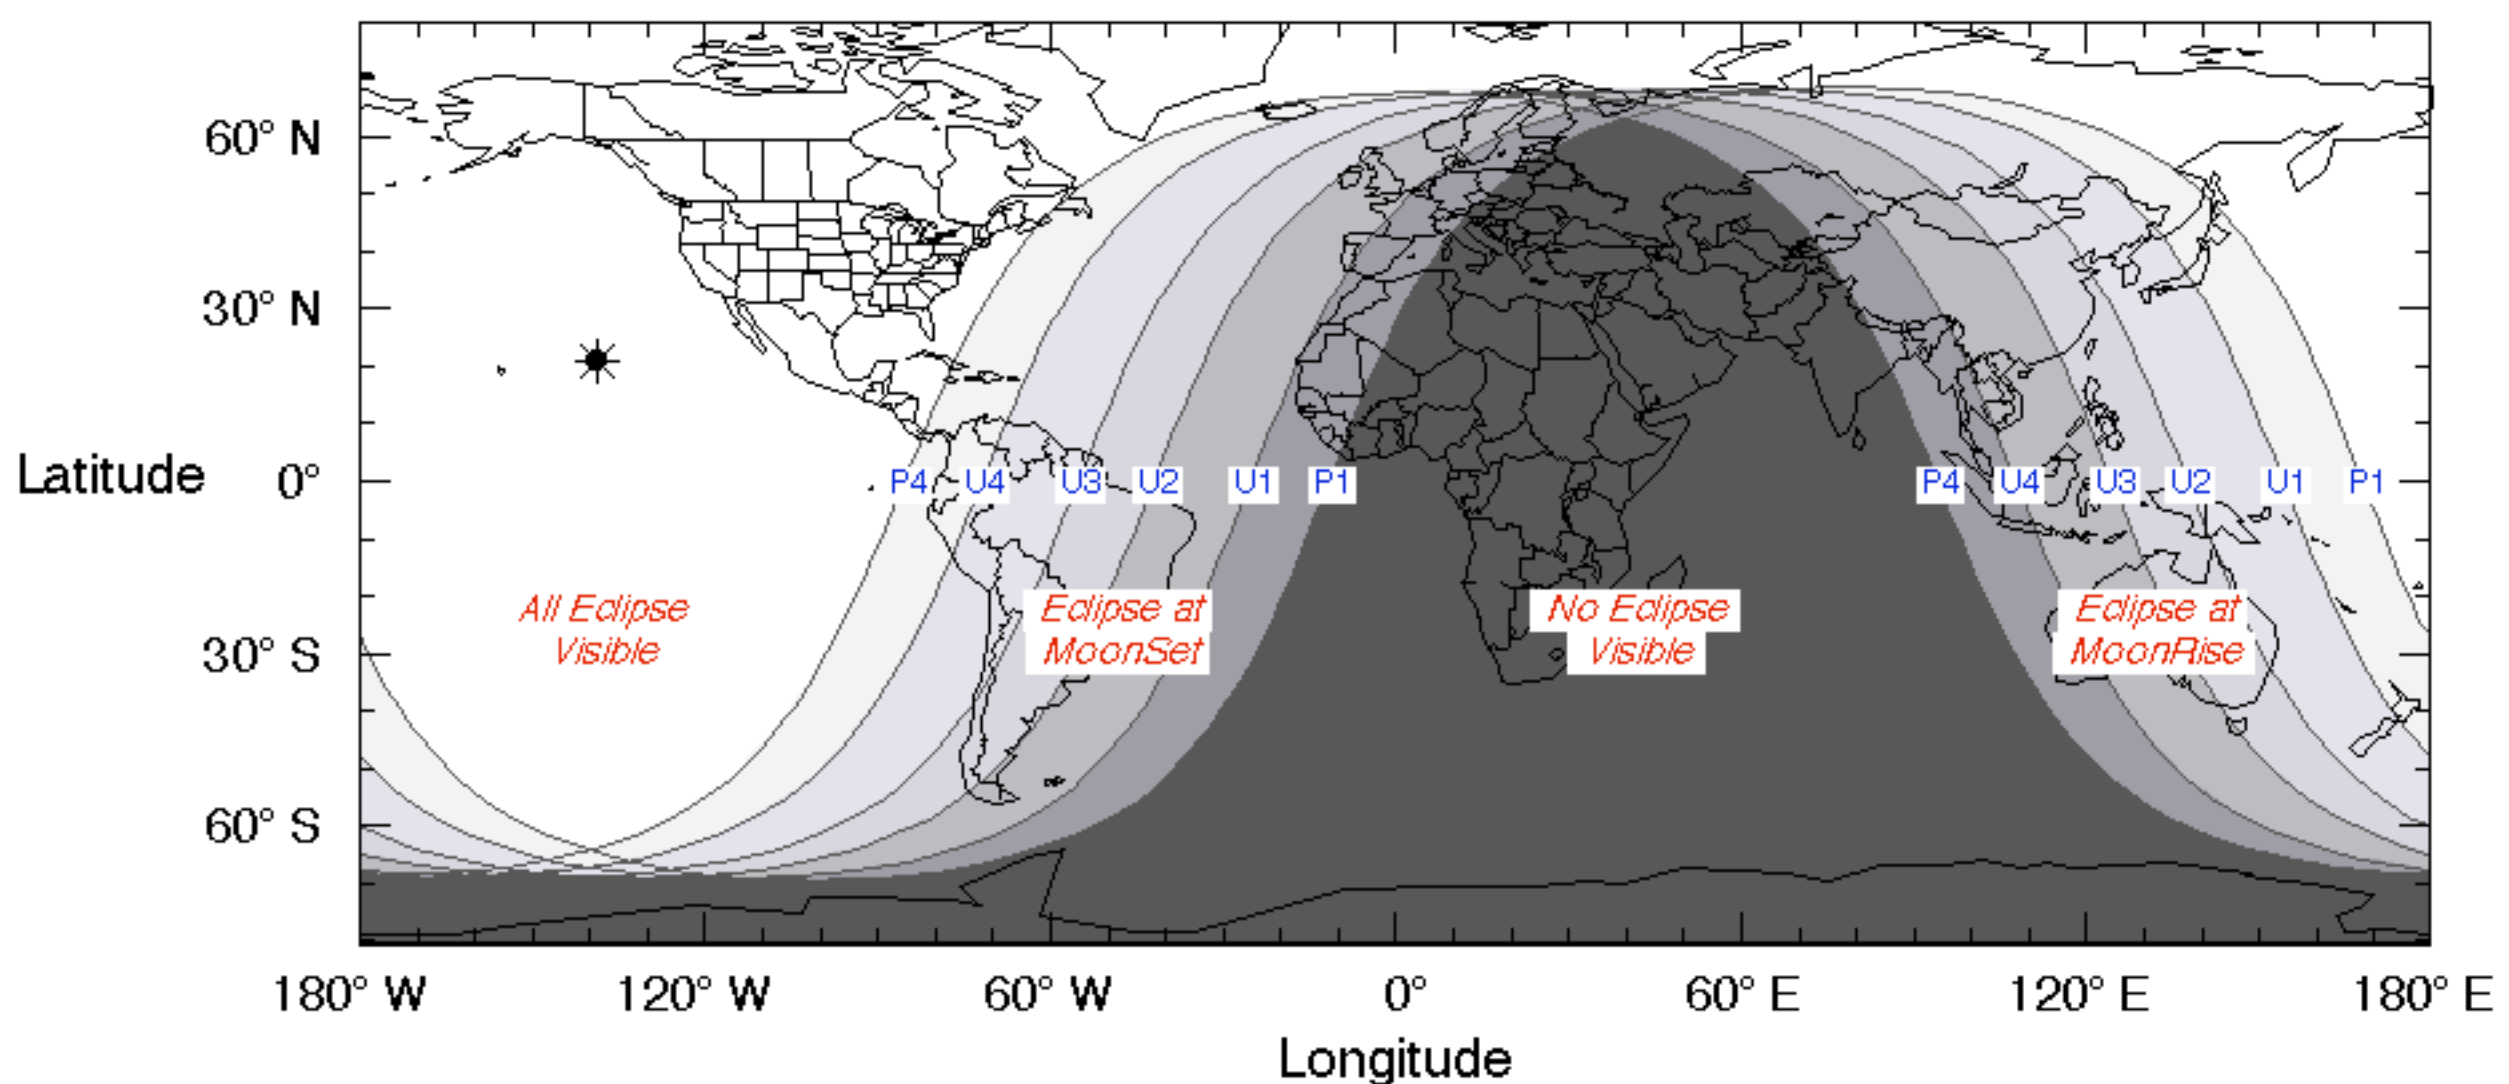 60° N
30° N
Latitude 0°
P4 U4 U3 U2 U1 P1 P4 U4 U3 U2 U1 P1
All Eclipse
Visible
Eclipse at
MoonSet
No Eclipse
Visible
Eclipse at
MoonRise
30° S
60° S
180° W 120° W 60° W 0° 60° E 120° E 180° E
Longitude